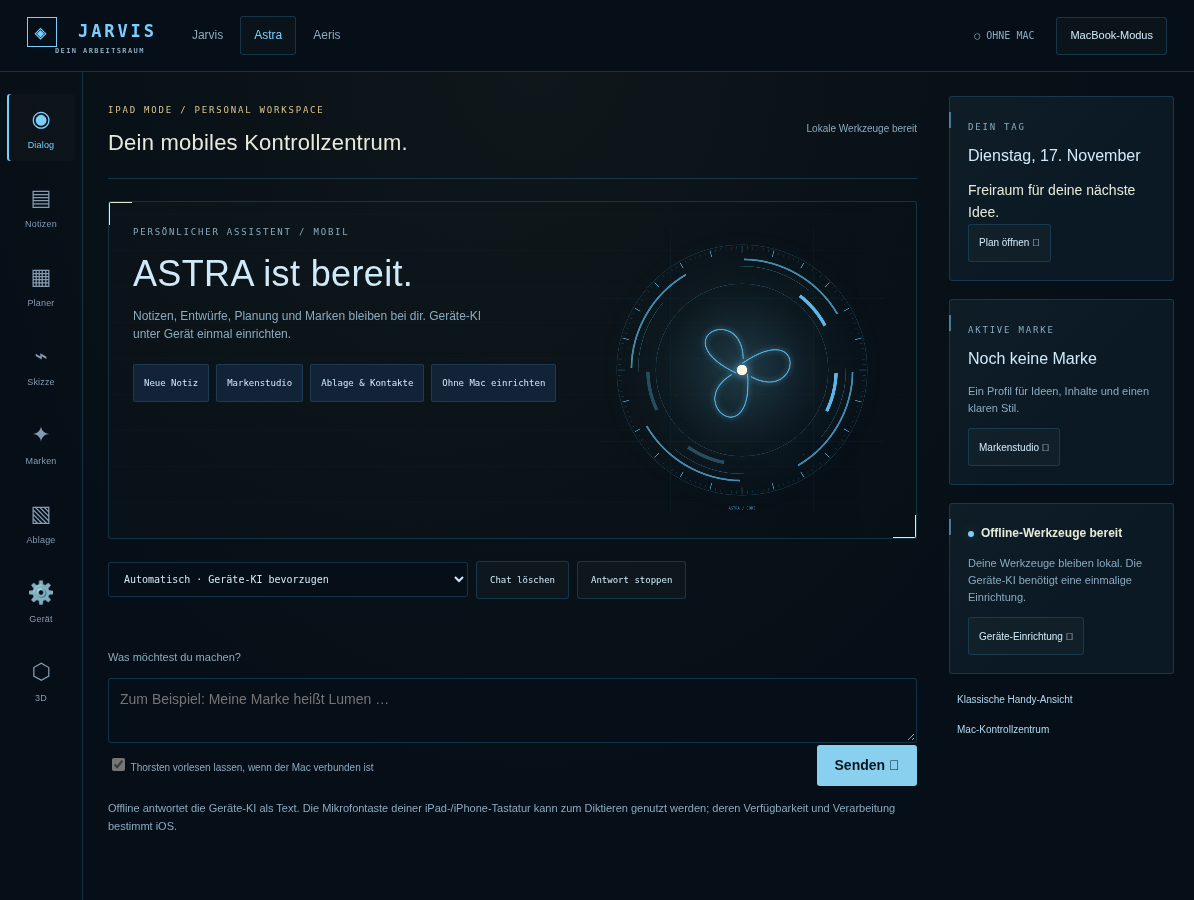 JARVIS
DEIN ARBEITSRAUM
Jarvis
Astra
Aeris
OHNE MAC
MacBook-Modus
Dialog
Notizen
Planer
Skizze
Marken
Ablage
Gerät
3D
IPAD MODE / PERSONAL WORKSPACE
Dein mobiles Kontrollzentrum.
Lokale Werkzeuge bereit
PERSÖNLICHER ASSISTENT / MOBIL
ASTRA ist bereit.
Notizen, Entwürfe, Planung und Marken bleiben bei dir. Geräte-KI
unter Gerät einmal einrichten.
Neue Notiz
Markenstudio
Ablage & Kontakte
Ohne Mac einrichten
Automatisch · Geräte-KI bevorzugen
Chat löschen
Antwort stoppen
Was möchtest du machen?
Zum Beispiel: Meine Marke heißt Lumen …
Thorsten vorlesen lassen, wenn der Mac verbunden ist
Senden
Offline antwortet die Geräte-KI als Text. Die Mikrofontaste deiner iPad-/iPhone-Tastatur kann zum Diktieren genutzt werden; deren Verfügbarkeit und Verarbeitung
bestimmt iOS.
DEIN TAG
Dienstag, 17. November
Freiraum für deine nächste
Idee.
Plan öffnen
AKTIVE MARKE
Noch keine Marke
Ein Profil für Ideen, Inhalte und einen
klaren Stil.
Markenstudio
Offline-Werkzeuge bereit
Deine Werkzeuge bleiben lokal. Die
Geräte-KI benötigt eine einmalige
Einrichtung.
Geräte-Einrichtung
Klassische Handy-Ansicht
Mac-Kontrollzentrum